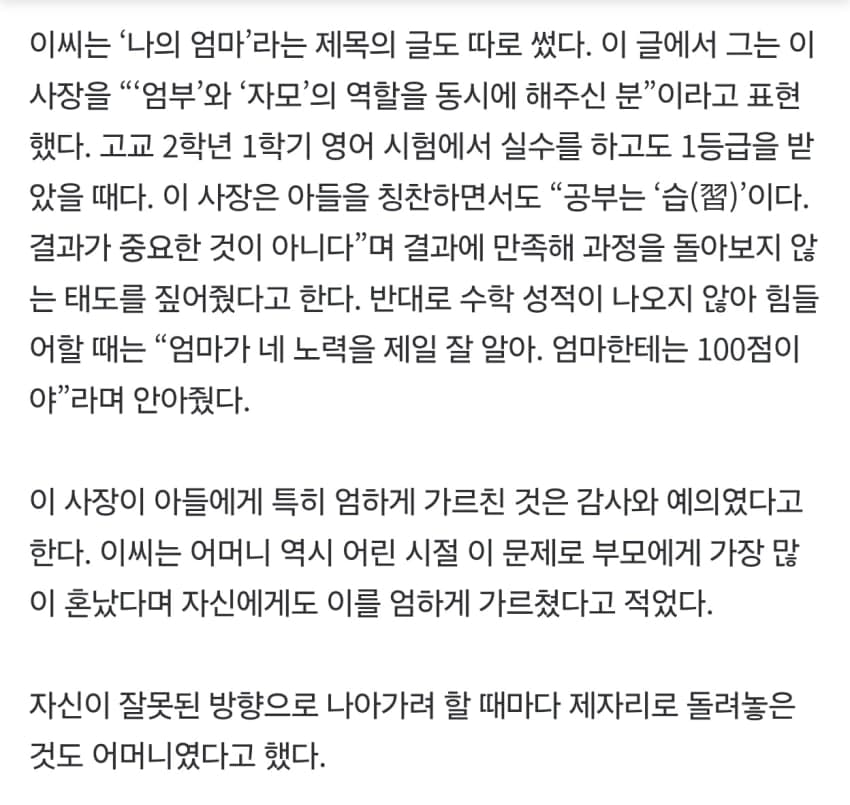 이씨는 ‘나의 엄마’라는 제목의 글도 따로 썼다. 이 글에서 그는 이
사장을 “‘엄부’와 ‘자모’의 역할을 동시에 해주신 분”이라고 표현
했다. 고교 2학년 1학기 영어 시험에서 실수를 하고도 1등급을 받
았을 때다. 이 사장은 아들을 칭찬하면서도 “공부는 ‘습(習)’이다.
결과가 중요한 것이 아니다”며 결과에 만족해 과정을 돌아보지 않
는 태도를 짚어줬다고 한다. 반대로 수학 성적이 나오지 않아 힘들
어할 때는 “엄마가 네 노력을 제일 잘 알아. 엄마한테는 100점이
야”라며 안아줬다.
이 사장이 아들에게 특히 엄하게 가르친 것은 감사와 예의였다고
한다. 이씨는 어머니 역시 어린 시절 이 문제로 부모에게 가장 많
이 혼났다며 자신에게도 이를 엄하게 가르쳤다고 적었다.
자신이 잘못된 방향으로 나아가려 할 때마다 제자리로 돌려놓은
것도 어머니였다고 했다.